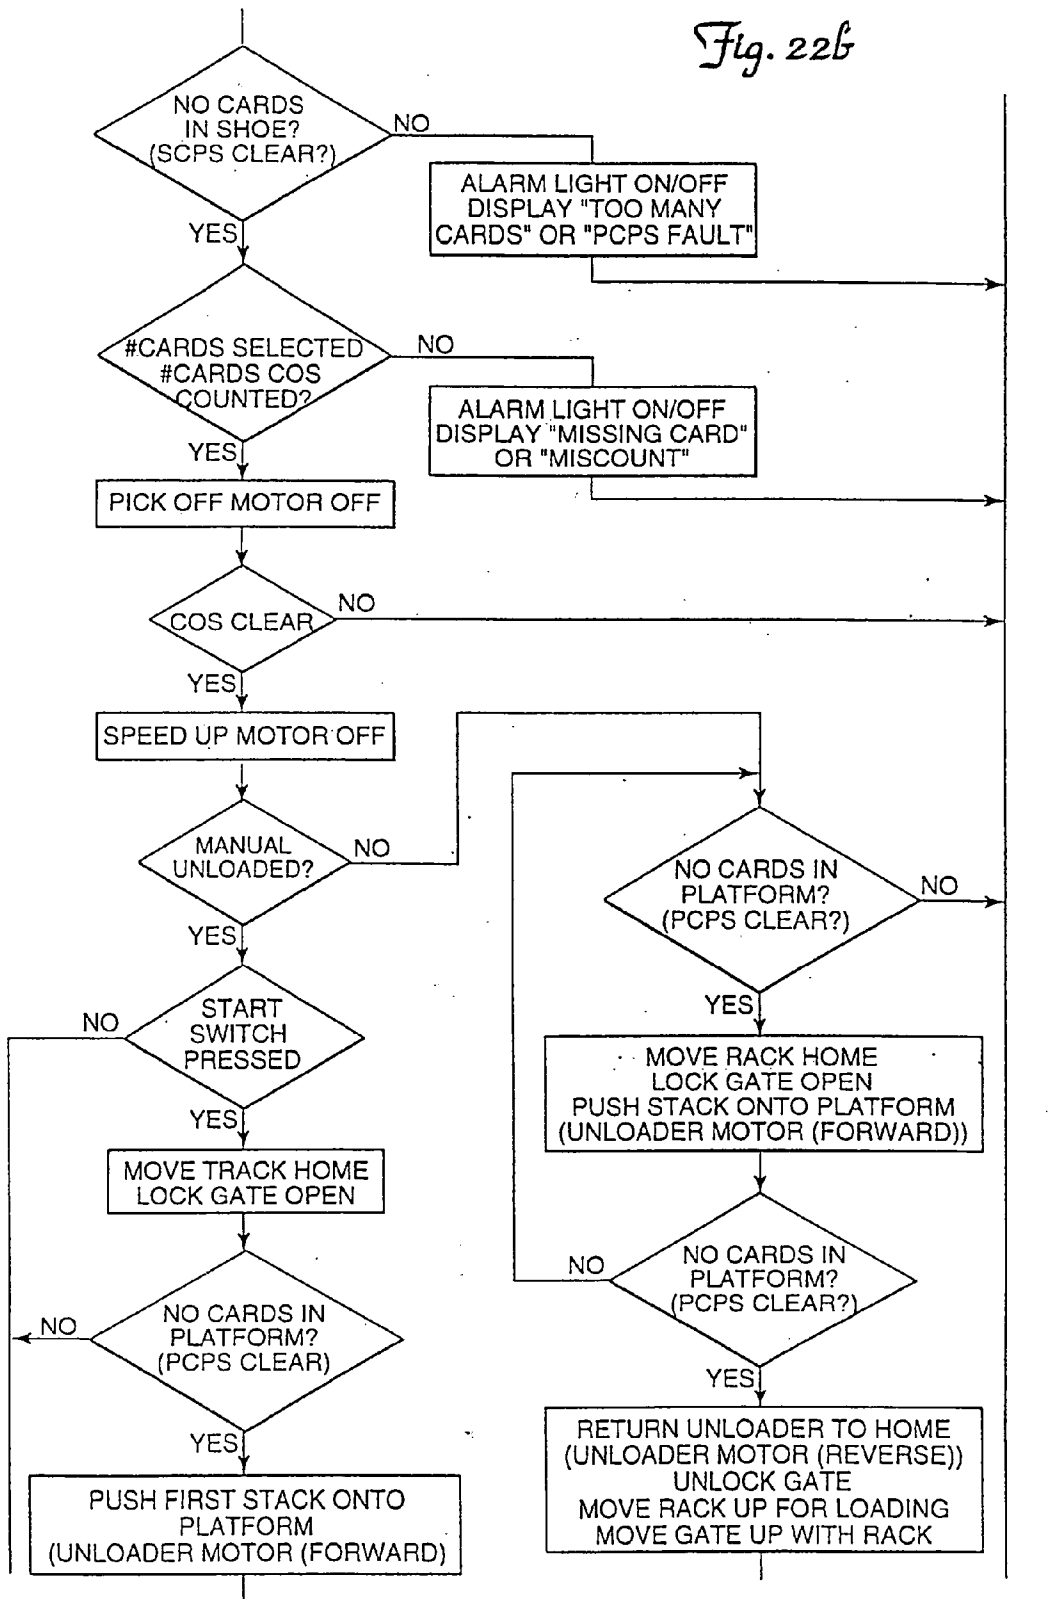 Fig. 22b
NO CARDS
IN SHOE?
(SCPS CLEAR?)
NO
ALARM LIGHT ON/OFF
DISPLAY "TOO MANY
CARDS" OR "PCPS FAULT"
YES
#CARDS SELECTED
#CARDS COS
COUNTED?
NO
ALARM LIGHT ON/OFF
DISPLAY "MISSING CARD"
OR "MISCOUNT"
YES
PICK OFF MOTOR OFF
COS CLEAR
NO
YES
SPEED UP MOTOR OFF
MANUAL
UNLOADED?
NO
YES
START
SWITCH
PRESSED
NO
YES
MOVE TRACK HOME
LOCK GATE OPEN
NO CARDS IN
PLATFORM?
(PCPS CLEAR)
NO
YES
PUSH FIRST STACK ONTO
PLATFORM
(UNLOADER MOTOR (FORWARD)
NO CARDS IN
PLATFORM?
(PCPS CLEAR?)
NO
YES
MOVE RACK HOME
LOCK GATE OPEN
PUSH STACK ONTO PLATFORM
(UNLOADER MOTOR (FORWARD))
NO CARDS IN
PLATFORM?
(PCPS CLEAR?)
NO
YES
RETURN UNLOADER TO HOME
(UNLOADER MOTOR (REVERSE))
UNLOCK GATE
MOVE RACK UP FOR LOADING
MOVE GATE UP WITH RACK